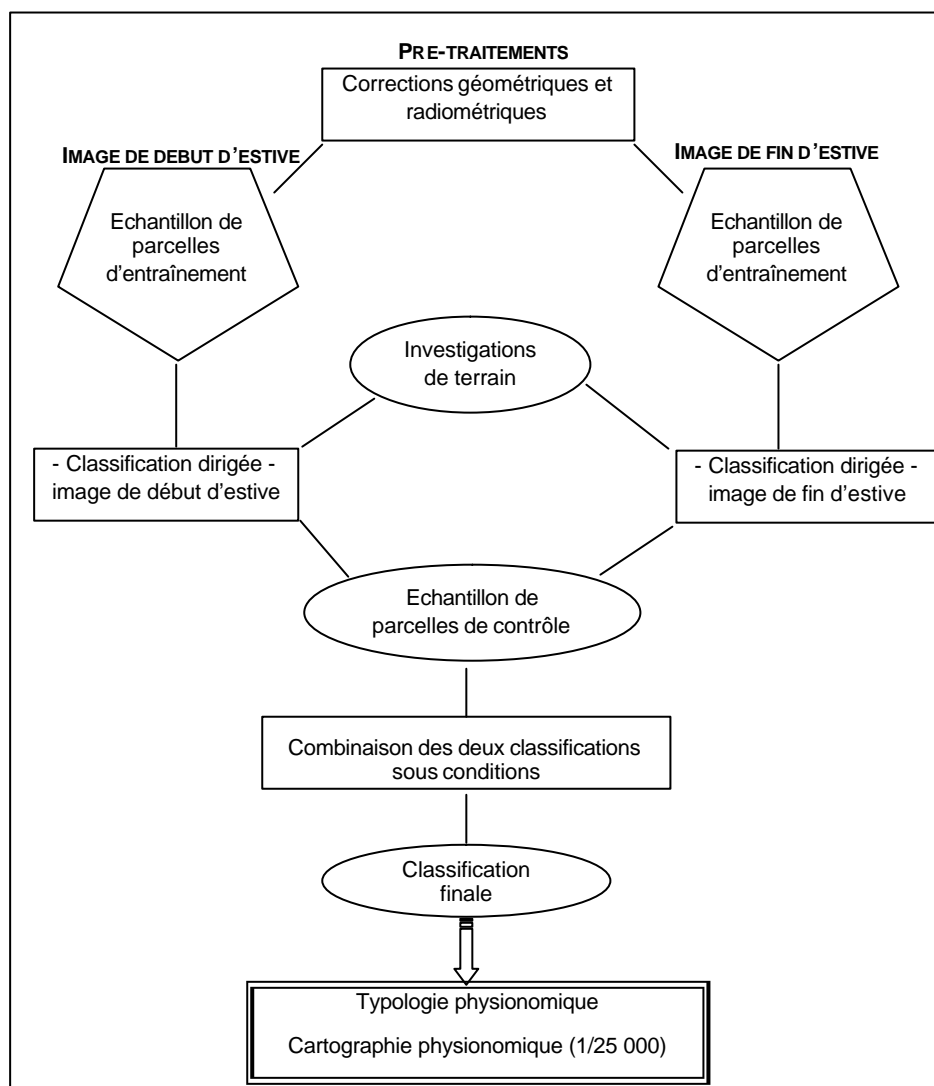 PRE-TRAITEMENTS
Corrections géométriques et
radiométriques
IMAGE DE DEBUT D'ESTIVE
IMAGE DE FIN D'ESTIVE
Echantillon de
parcelles
d'entraînement
Echantillon de
parcelles
d'entraînement
Investigations
de terrain
- Classification dirigée -
image de début d'estive
- Classification dirigée -
image de fin d'estive
Echantillon de
parcelles de contrôle
Combinaison des deux classifications
sous conditions
Classification
finale
Typologie physionomique
Cartographie physionomique (1/25 000)